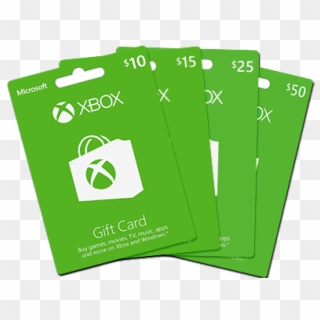 Microsoft
$10
$15
$25
$50
XBOX
Gift Card
Buy games, movies, TV, music, apps
and more on Xbox and Windows.*